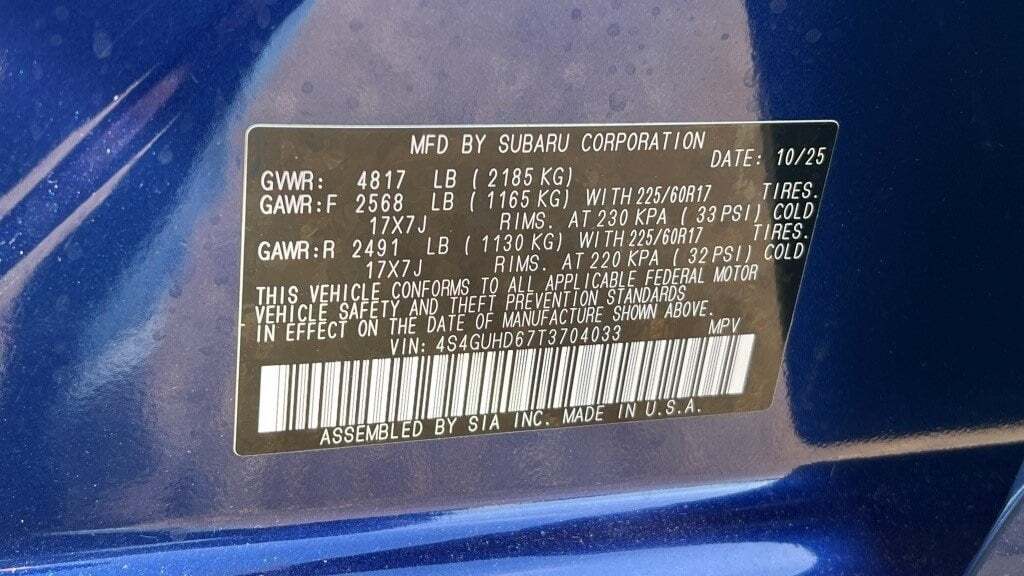 MFD BY SUBARU CORPORATION
DATE: 10/25
GVWR: 4817 LB ( 2185 KG)
GAWR:F 2568 LB ( 1165 KG) WITH 225/60R17 TIRES.
17X7J RIMS. AT 230 KPA ( 33 PSI) COLD
GAWR:R 2491 LB ( 1130 KG) WITH 225/60R17 TIRES.
17X7J RIMS. AT 220 KPA ( 32 PSI) COLD
THIS VEHICLE CONFORMS TO ALL APPLICABLE FEDERAL MOTOR
VEHICLE SAFETY AND THEFT PREVENTION STANDARDS
IN EFFECT ON THE DATE OF MANUFACTURE SHOWN ABOVE.
VIN: 4S4GUHD67T3704033 MPV
ASSEMBLED BY SIA INC. MADE IN U.S.A.